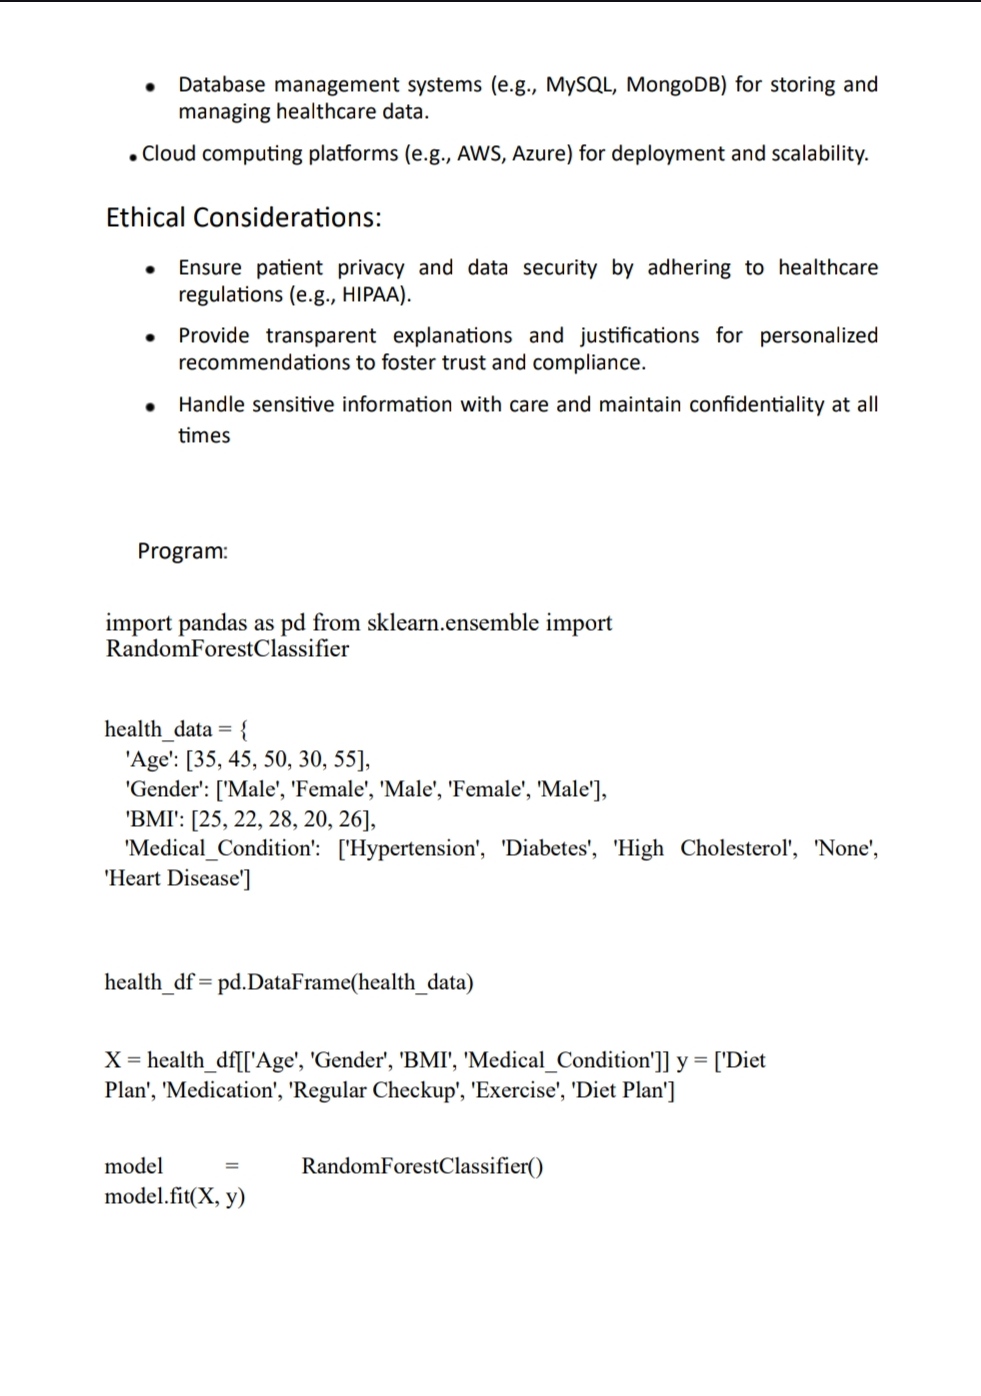 • Database management systems (e.g., MySQL, MongoDB) for storing and
managing healthcare data.
• Cloud computing platforms (e.g., AWS, Azure) for deployment and scalability.
Ethical Considerations:
• Ensure patient privacy and data security by adhering to healthcare
regulations (e.g., HIPAA).
• Provide transparent explanations and justifications for personalized
recommendations to foster trust and compliance.
• Handle sensitive information with care and maintain confidentiality at all
times
Program:
import pandas as pd from sklearn.ensemble import
RandomForestClassifier
health_data = {
'Age': [35, 45, 50, 30, 55],
'Gender': ['Male', 'Female', 'Male', 'Female', 'Male'],
'BMI': [25, 22, 28, 20, 26],
'Medical_Condition': ['Hypertension', 'Diabetes', 'High Cholesterol', 'None',
'Heart Disease']
health_df = pd.DataFrame(health_data)
X = health_df[['Age', 'Gender', 'BMI', 'Medical_Condition']] y = ['Diet
Plan', 'Medication', 'Regular Checkup', 'Exercise', 'Diet Plan']
model = RandomForestClassifier()
model.fit(X, y)